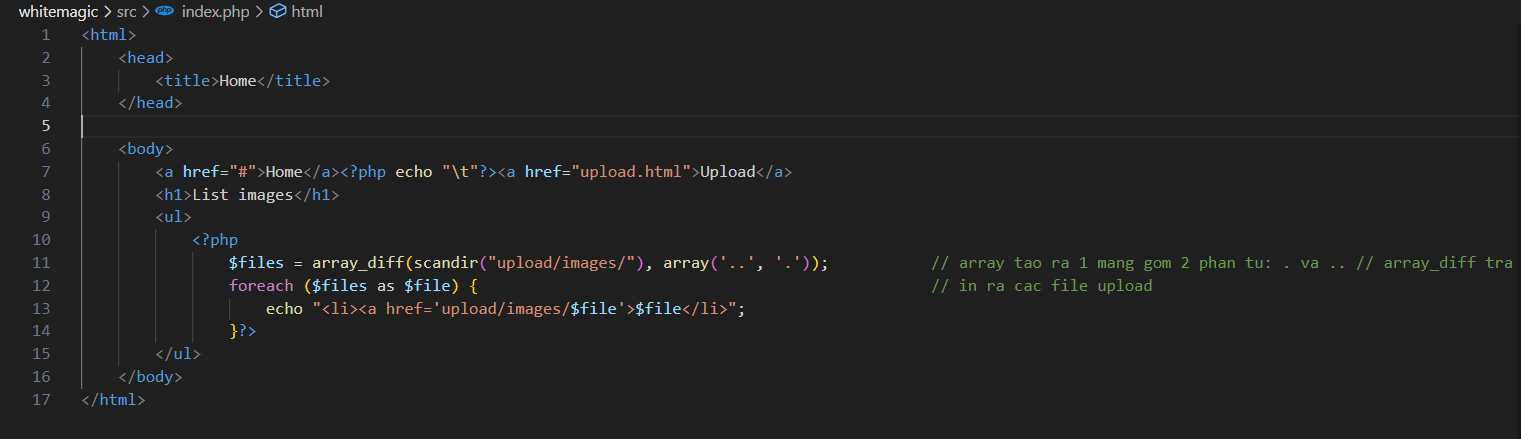 whitemagic > src > php index.php > html
1 <html>
2 <head>
3 <title>Home</title>
4 </head>
5
6 <body>
7 <a href="#">Home</a><?php echo "\t"?><a href="upload.html">Upload</a>
8 <h1>List images</h1>
9 <ul>
10 <?php
11 $files = array_diff(scandir("upload/images/"), array('..', '.')); // array tao ra 1 mang gom 2 phan tu: . va .. // array_diff tra
12 foreach ($files as $file) { // in ra cac file upload
13 echo "<li><a href='upload/images/$file'>$file</li>";
14 }?>
15 </ul>
16 </body>
17 </html>